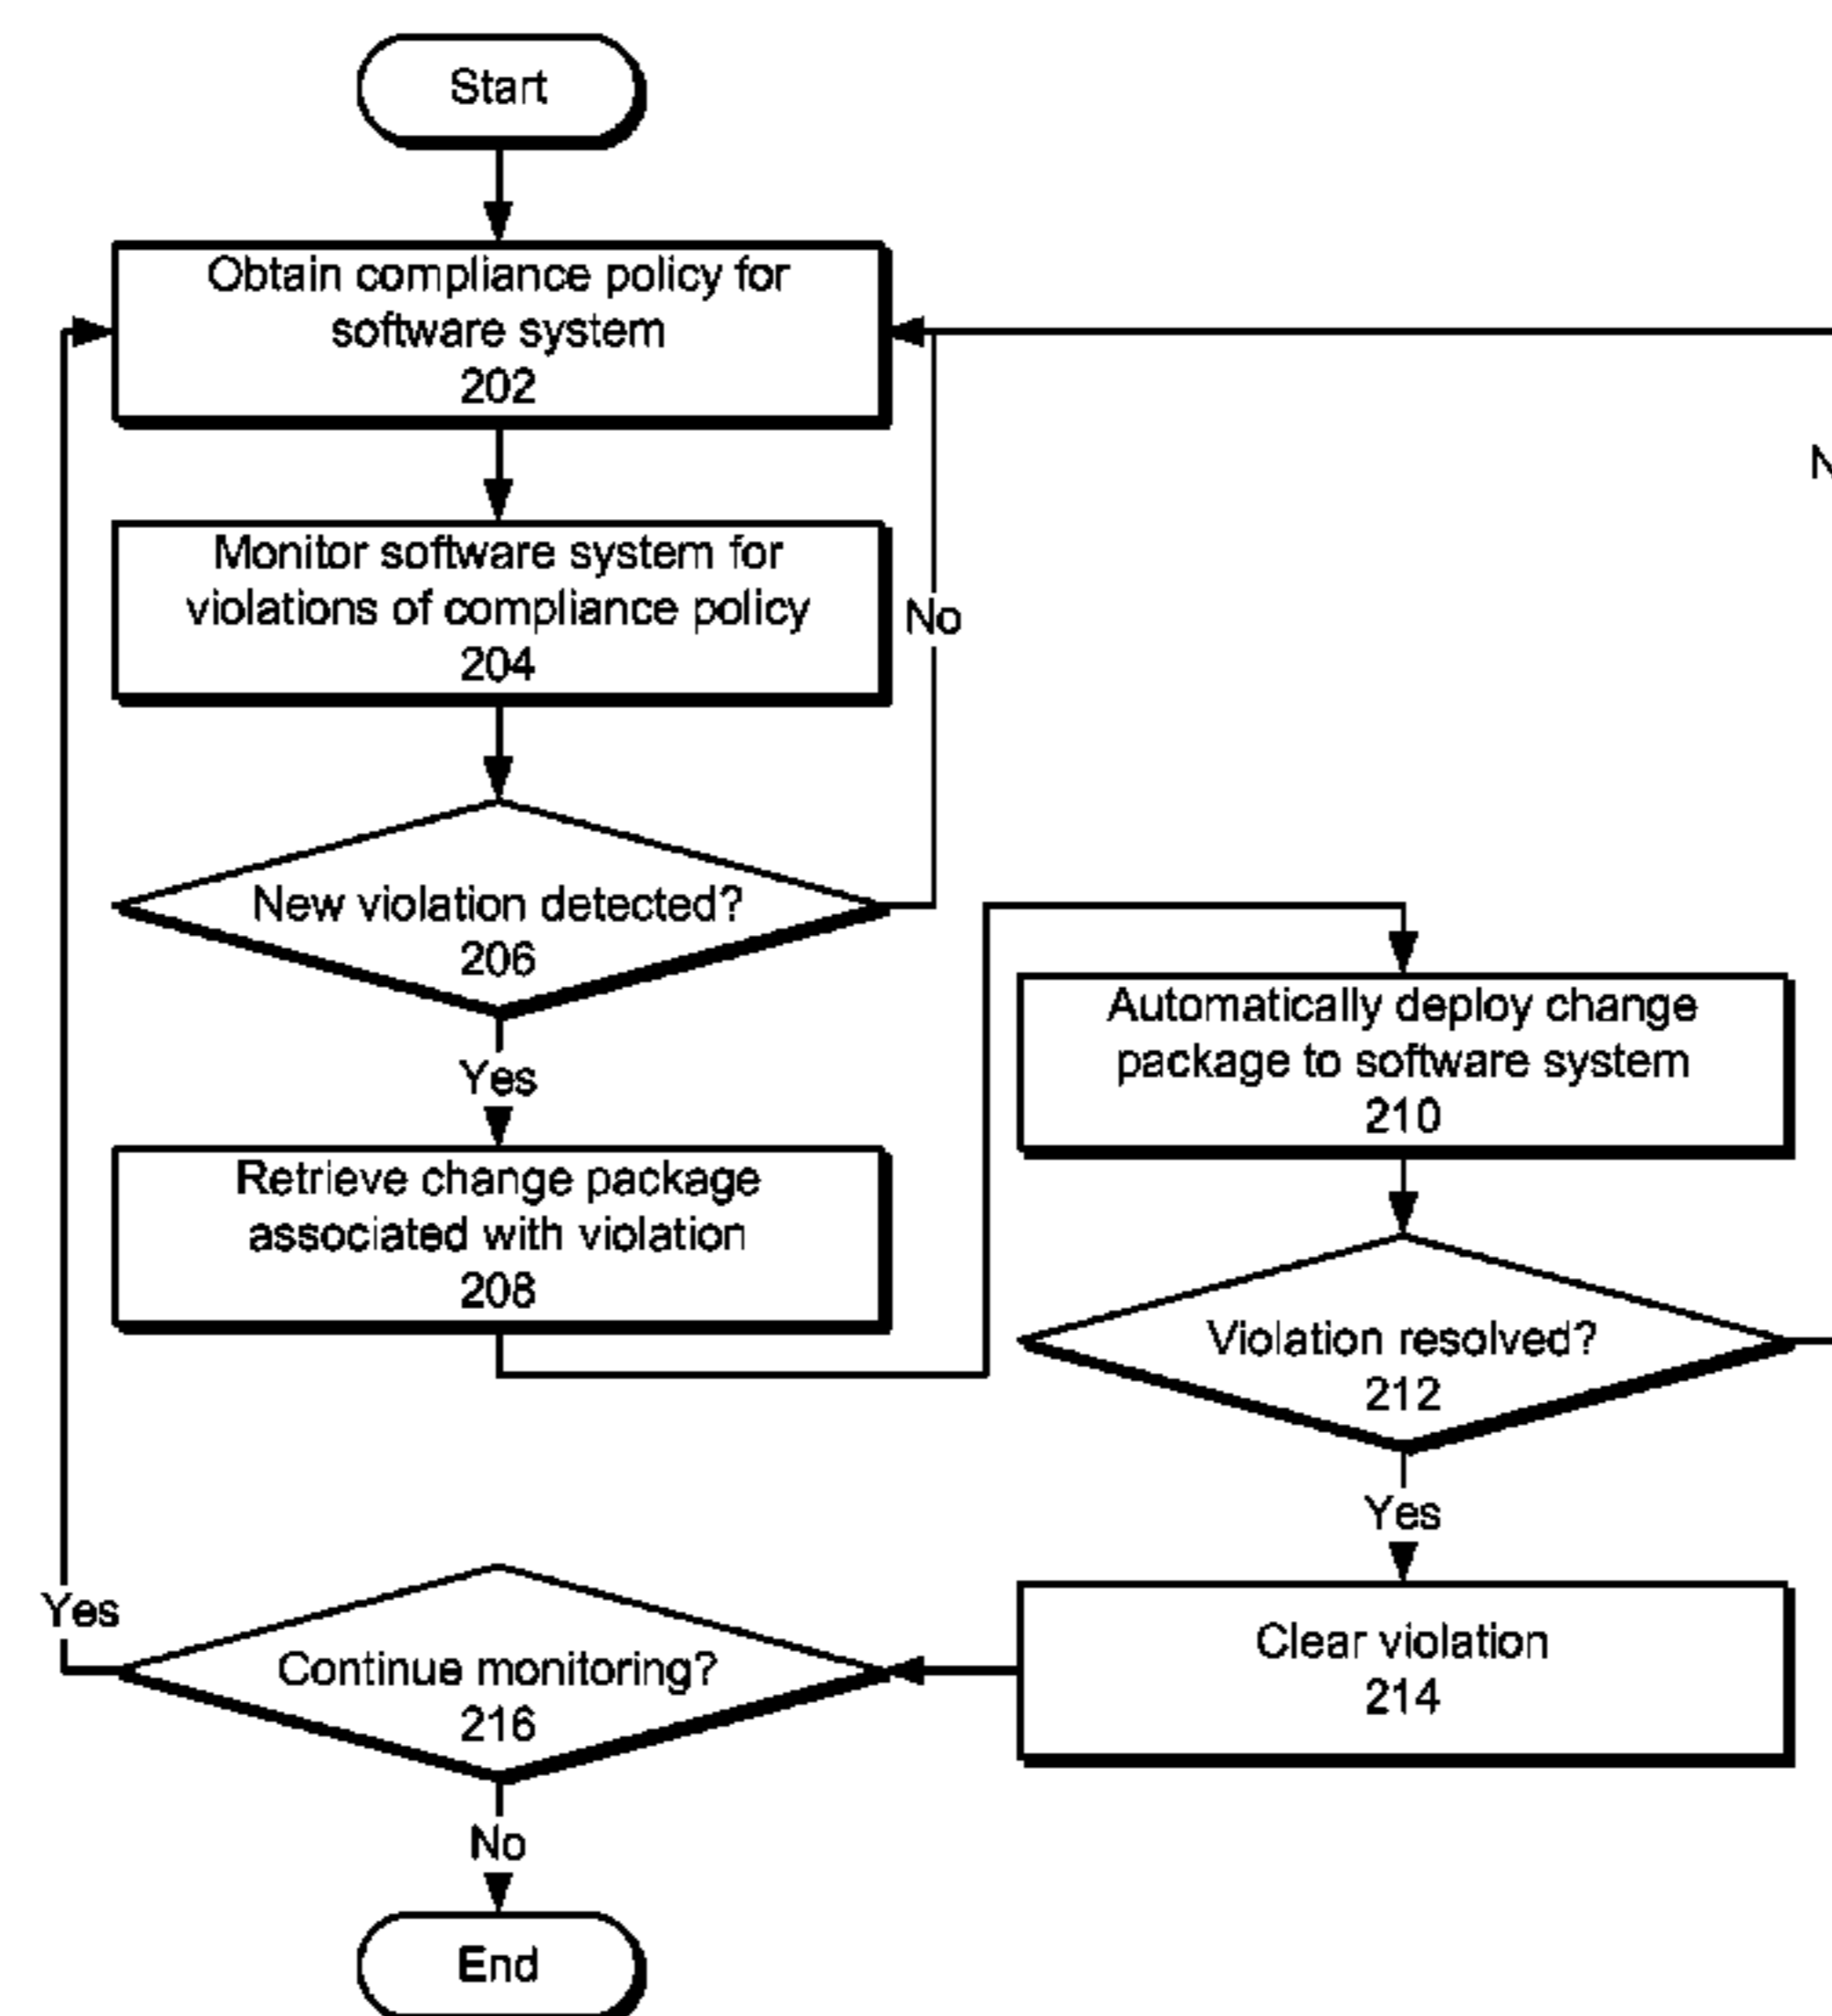 Start
Obtain compliance policy for
software system
202
Monitor software system for
violations of compliance policy
204
No
New violation detected?
206
Yes
Retrieve change package
associated with violation
208
Automatically deploy change
package to software system
210
Violation resolved?
212
Yes
Clear violation
214
Continue monitoring?
216
Yes
No
End